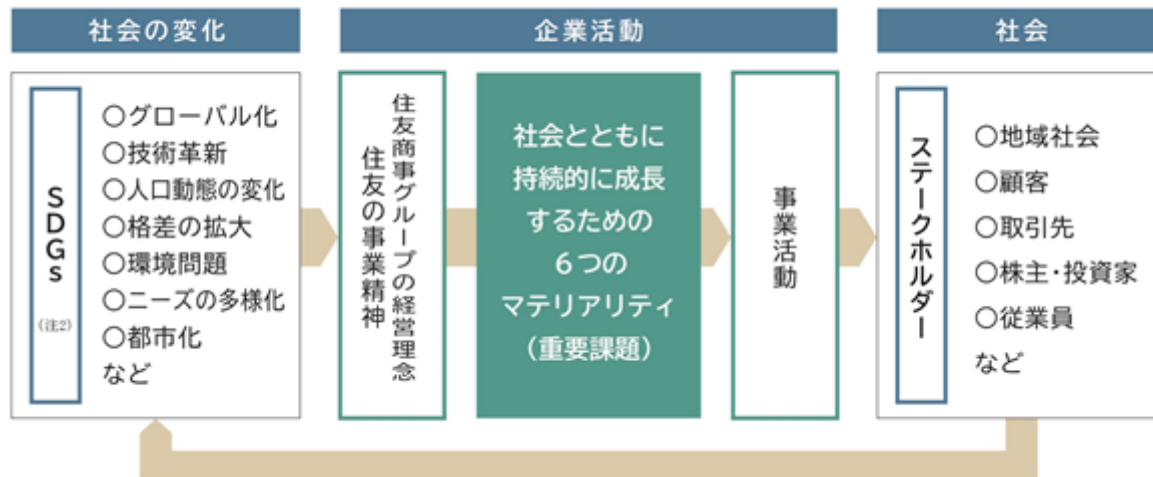 社会の変化
SDGs
(注2)
○グローバル化
○技術革新
○人口動態の変化
○格差の拡大
○環境問題
○ニーズの多様化
○都市化
など
企業活動
住友商事グループの経営理念
住友の事業精神
社会とともに
持続的に成長
するための
6つの
マテリアリティ
(重要課題)
事業活動
社会
ステークホルダー
○地域社会
○顧客
○取引先
○株主・投資家
○従業員
など